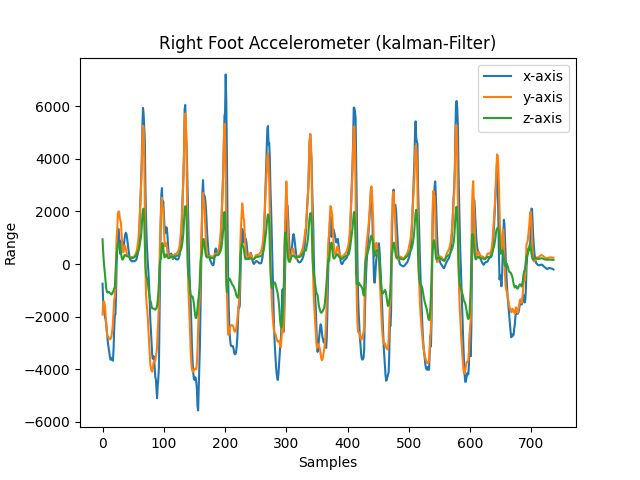 Right Foot Accelerometer (kalman-Filter)
x-axis
y-axis
z-axis
6000
4000
2000
0
−2000
−4000
−6000
Range
0 100 200 300 400 500 600 700
Samples